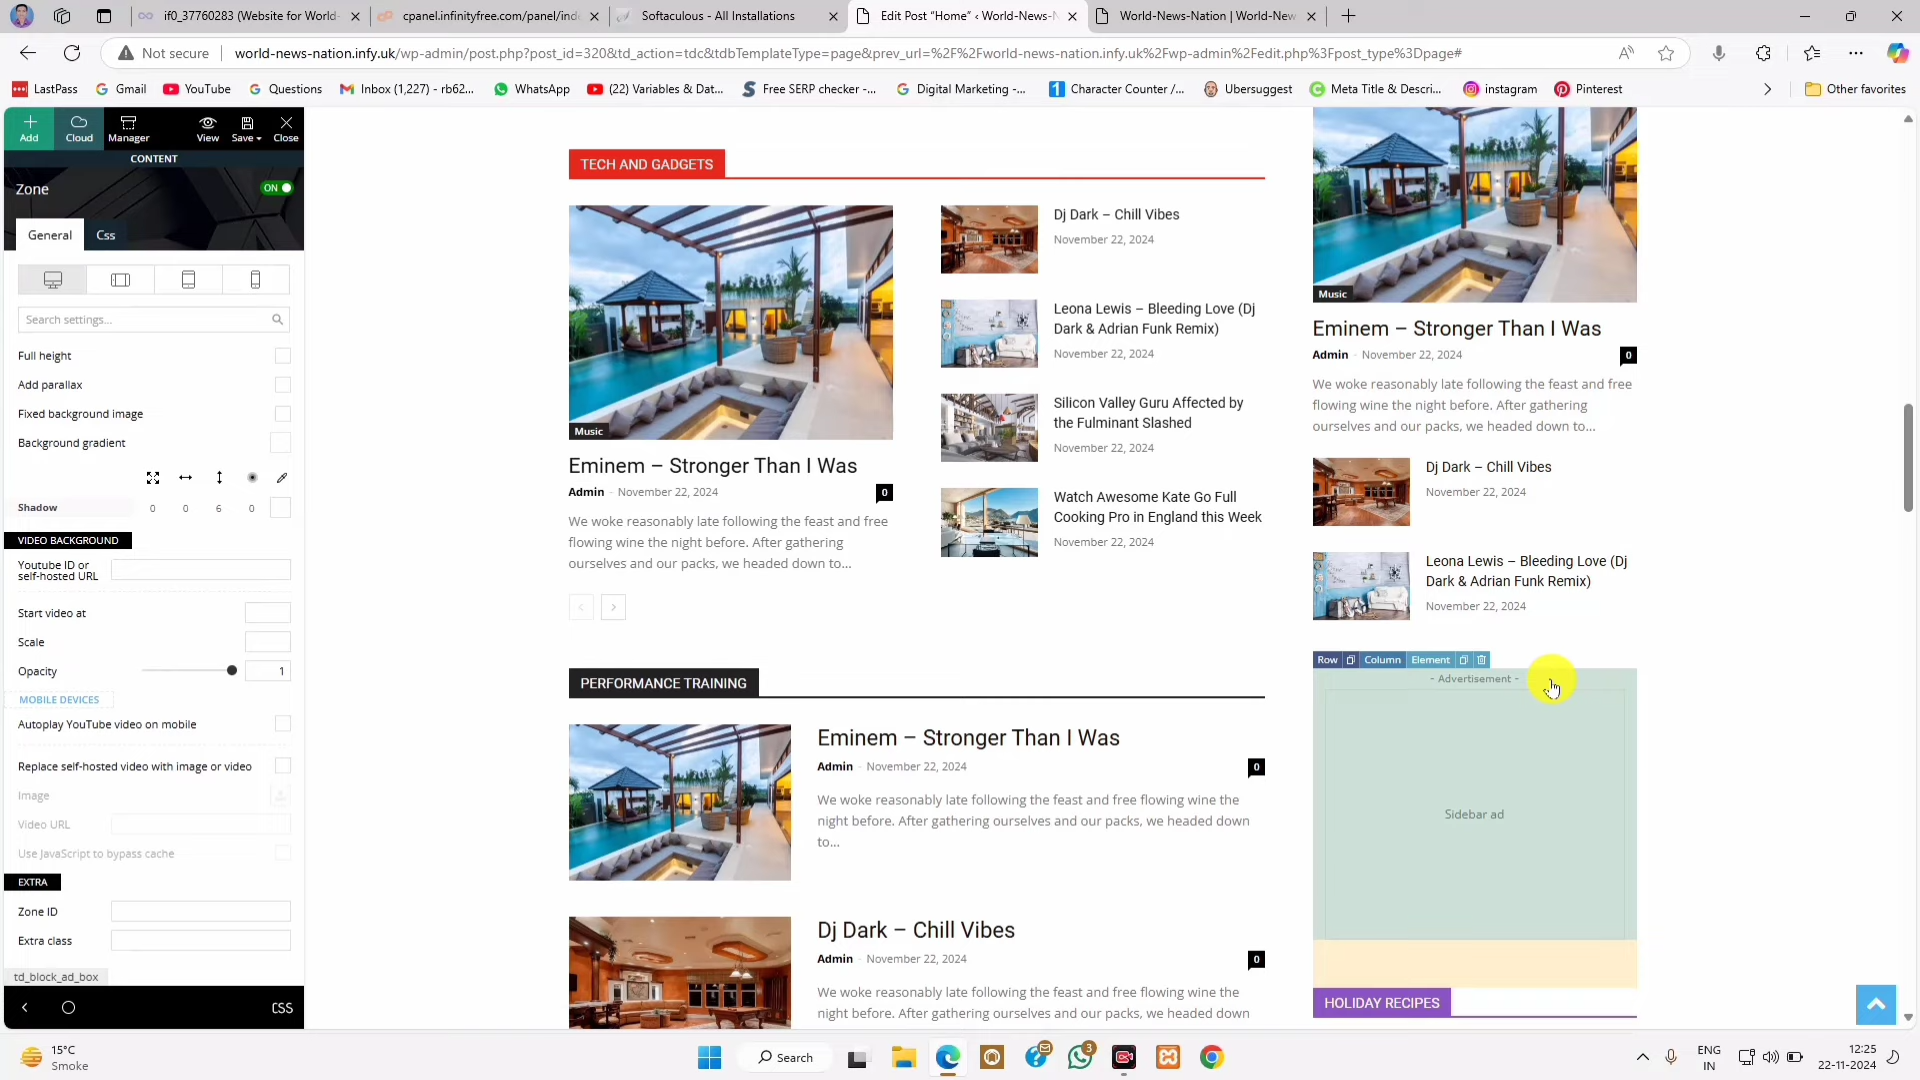 if0_37760283 (Website for World-
cpanel.infinityfree.com/panel/ind
Softaculous - All Installations
Edit Post “Home” ‹ World-News-N
World-News-Nation | World-New
Not secure
world-news-nation.infy.uk/wp-admin/post.php?post_id=320&td_action=tdc&tdbTemplateType=page&prev_url=%2F%2Fworld-news-nation.infy.uk%2Fwp-admin%2Fedit.php%3Fpost_type%3Dpage#
LastPass
Gmail
YouTube
Questions
Inbox (1,227) - rb62...
WhatsApp
(22) Variables & Dat...
Free SERP checker -...
Digital Marketing -...
Character Counter /...
Ubersuggest
Meta Title & Descri...
instagram
Pinterest
Other favorites
Add
Cloud
Manager
View
Save
Close
CONTENT
Zone
ON
General
Css
Search settings...
Full height
Add parallax
Fixed background image
Background gradient
Shadow
0 0 6 0
VIDEO BACKGROUND
Youtube ID or
self-hosted URL
Start video at
Scale
Opacity
1
MOBILE DEVICES
Autoplay YouTube video on mobile
Replace self-hosted video with image or video
Image
Video URL
Use JavaScript to bypass cache
EXTRA
Zone ID
Extra class
td_block_ad_box
CSS
TECH AND GADGETS
Music
Eminem – Stronger Than I Was
Admin - November 22, 2024
0
We woke reasonably late following the feast and free
flowing wine the night before. After gathering
ourselves and our packs, we headed down to...
Dj Dark – Chill Vibes
November 22, 2024
Leona Lewis – Bleeding Love (Dj
Dark & Adrian Funk Remix)
November 22, 2024
Silicon Valley Guru Affected by
the Fulminant Slashed
November 22, 2024
Watch Awesome Kate Go Full
Cooking Pro in England this Week
November 22, 2024
PERFORMANCE TRAINING
Eminem – Stronger Than I Was
Admin - November 22, 2024
0
We woke reasonably late following the feast and free flowing wine the
night before. After gathering ourselves and our packs, we headed down
to...
Dj Dark – Chill Vibes
Admin - November 22, 2024
0
We woke reasonably late following the feast and free flowing wine the
night before. After gathering ourselves and our packs, we headed down
Music
Eminem – Stronger Than I Was
Admin - November 22, 2024
0
We woke reasonably late following the feast and free
flowing wine the night before. After gathering
ourselves and our packs, we headed down to...
Dj Dark – Chill Vibes
November 22, 2024
Leona Lewis – Bleeding Love (Dj
Dark & Adrian Funk Remix)
November 22, 2024
Row
Column
Element
- Advertisement -
Sidebar ad
HOLIDAY RECIPES
15°C
Smoke
Search
3
ENG
IN
12:25
22-11-2024